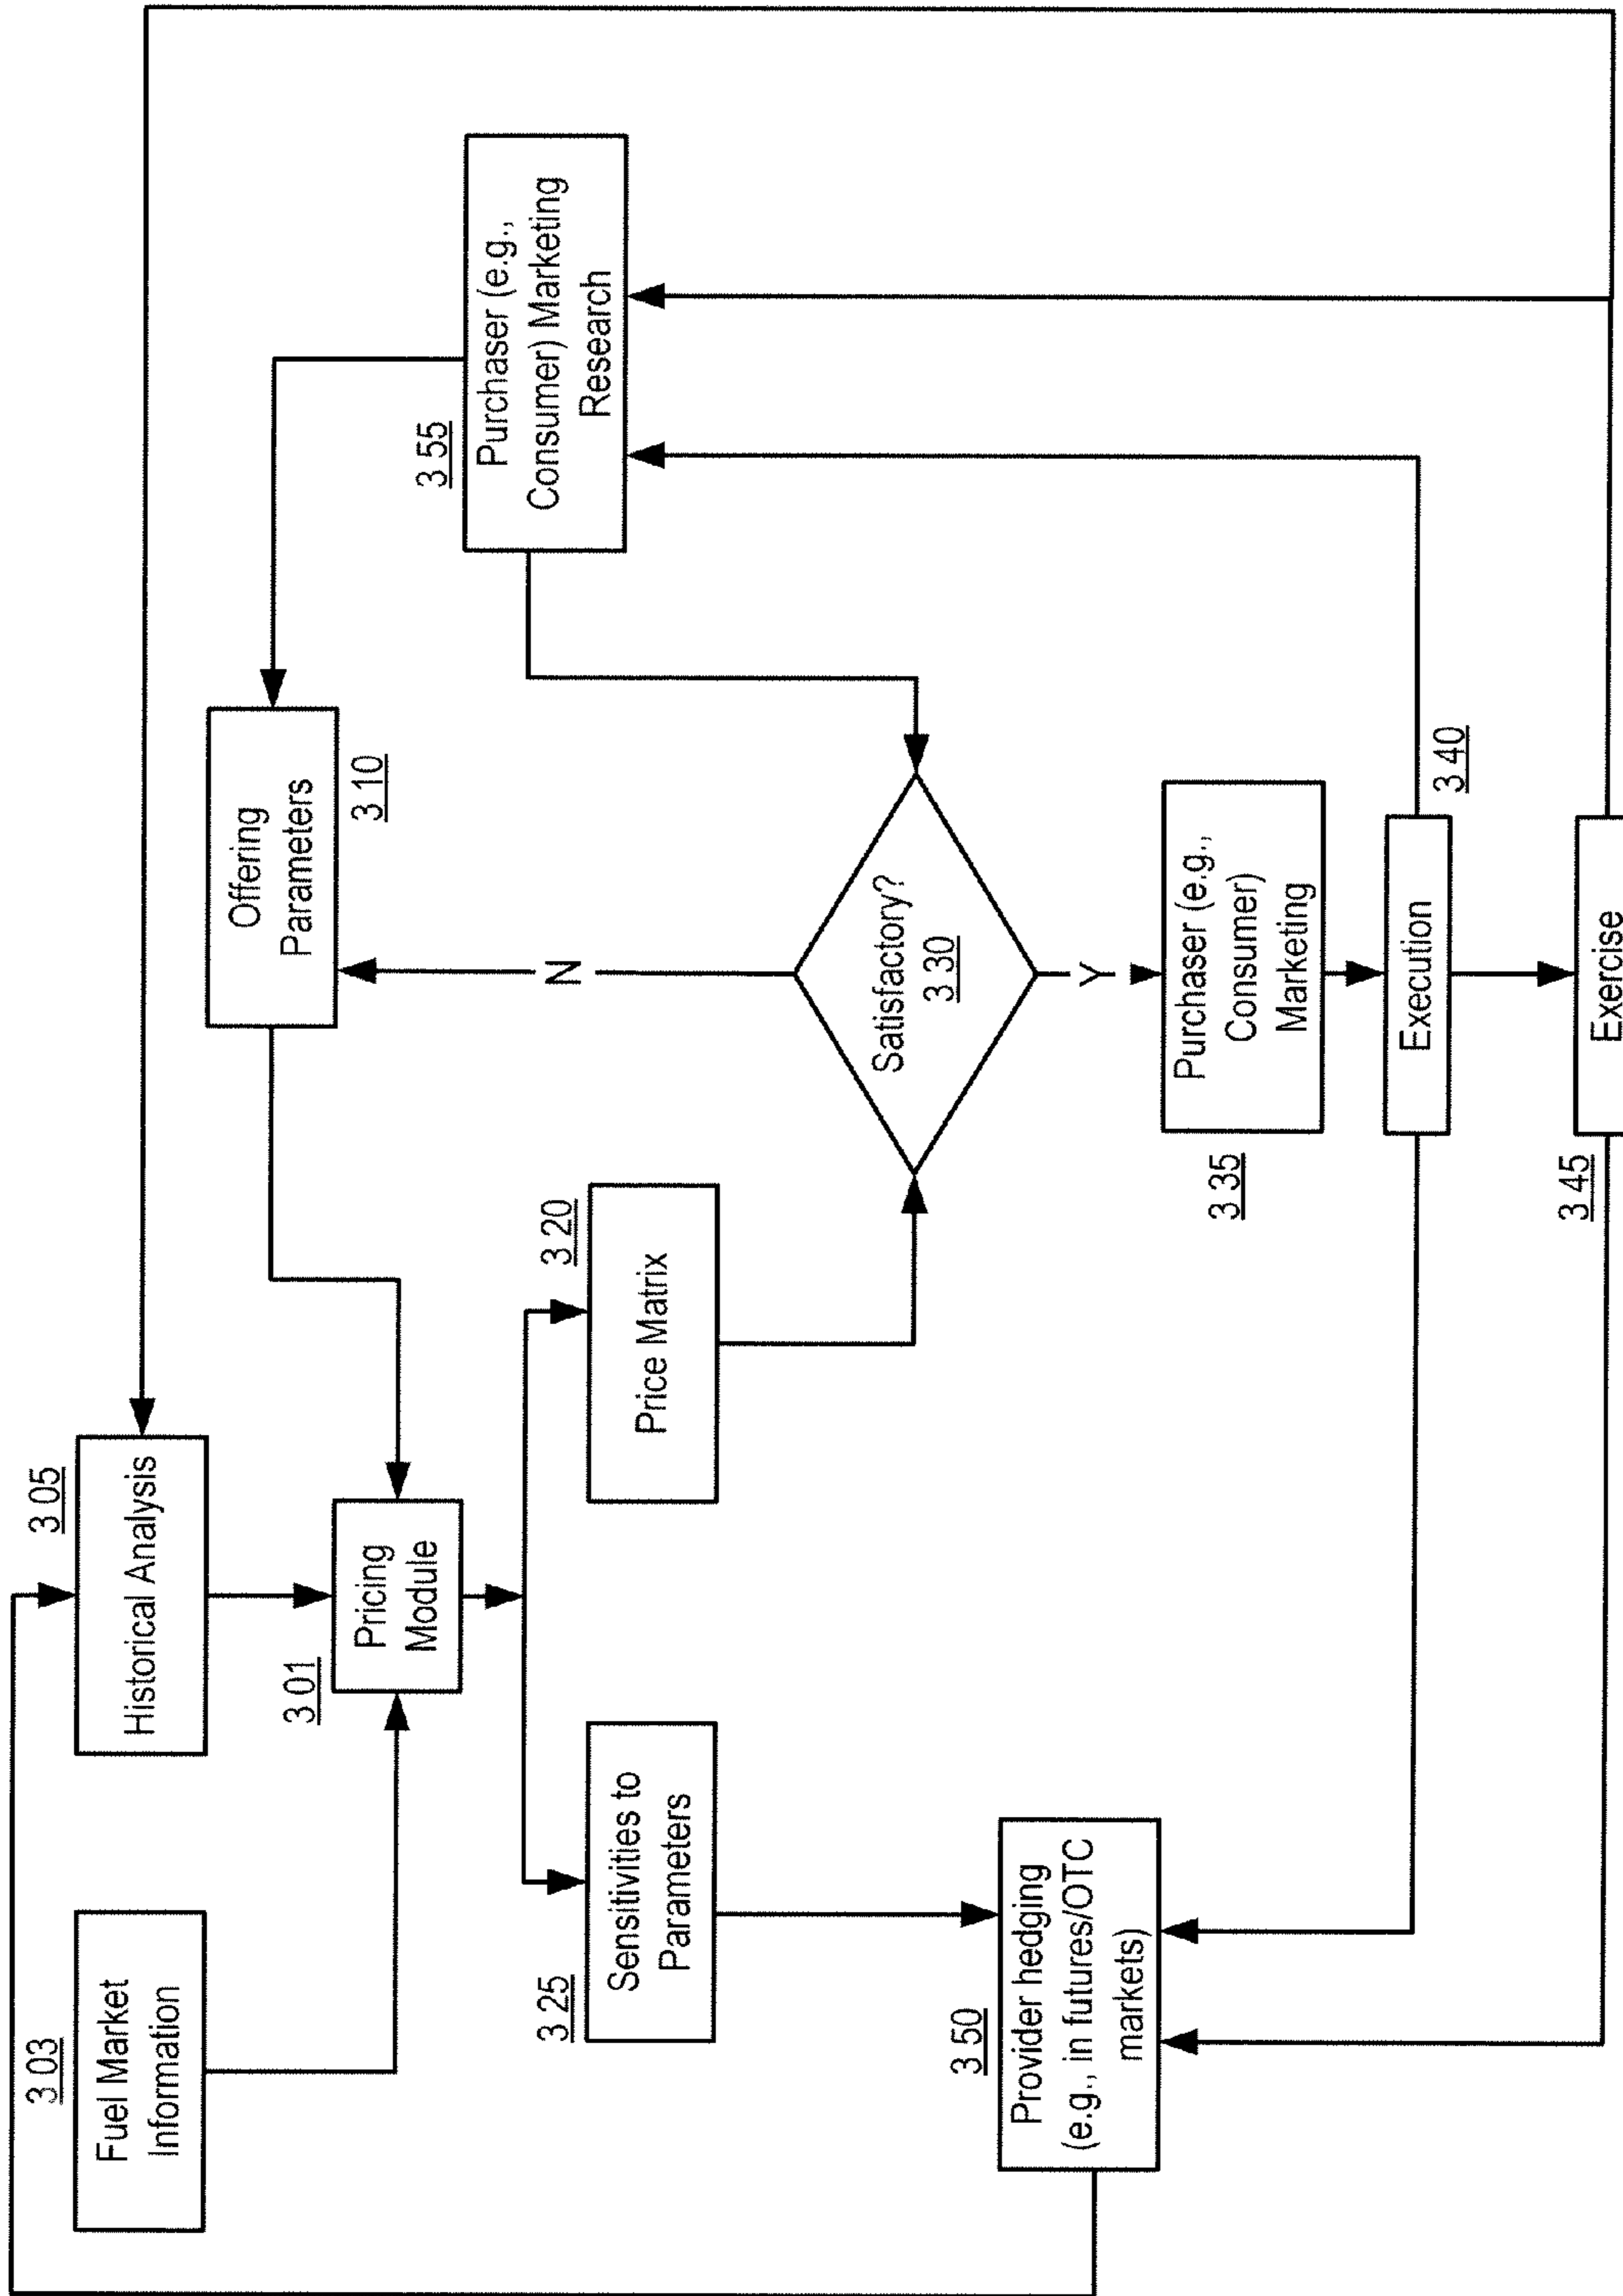 3 03
Fuel Market
Information
3 05
Historical Analysis
Offering
Parameters
3 10
3 01
Pricing
Module
3 55
Purchaser (e.g.,
Consumer) Marketing
Research
3 25
Sensitivities to
Parameters
3 20
Price Matrix
N
Satisfactory?
3 30
Y
3 50
Provider hedging
(e.g., in futures/OTC
markets)
3 35
Purchaser (e.g.,
Consumer)
Marketing
Execution
3 40
3 45
Exercise